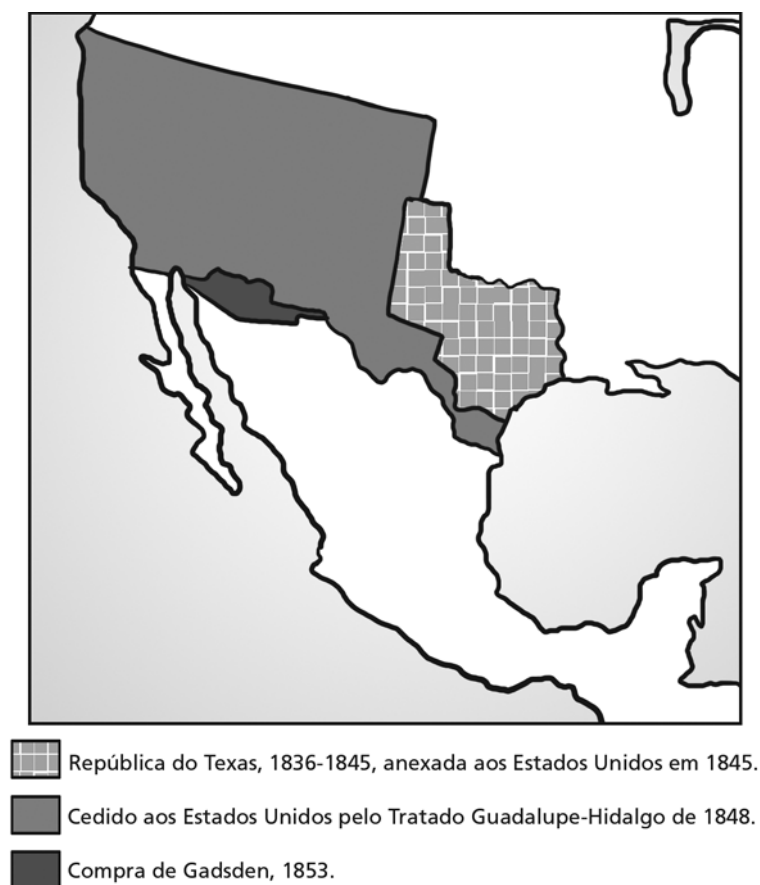 República do Texas, 1836-1845, anexada aos Estados Unidos em 1845.
Cedido aos Estados Unidos pelo Tratado Guadalupe-Hidalgo de 1848.
Compra de Gadsden, 1853.